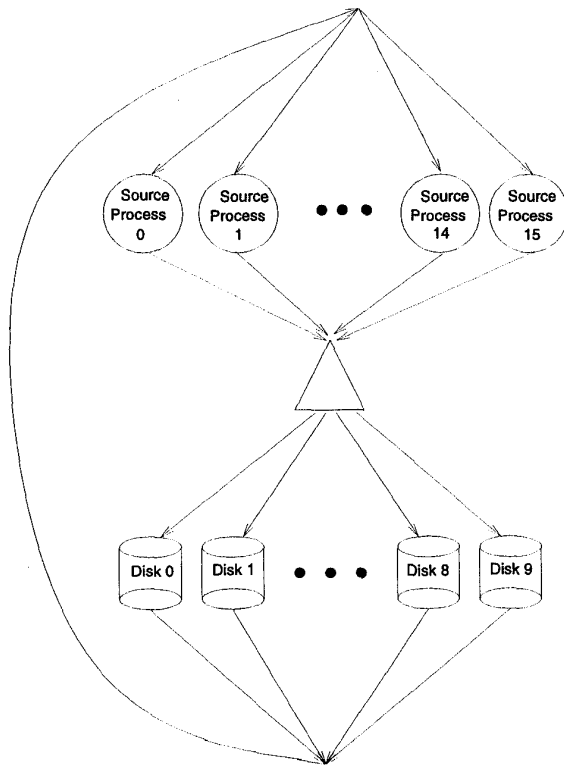 Source
Process
0
Source
Process
1
Source
Process
14
Source
Process
15
Disk 0
Disk 1
Disk 8
Disk 9